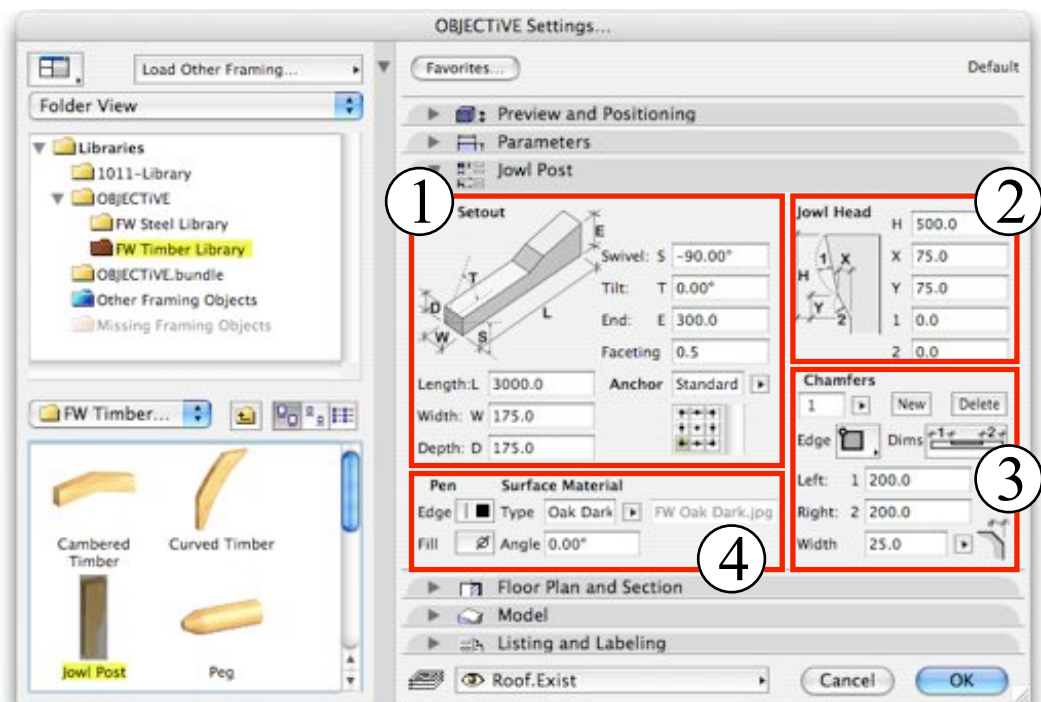 OBJECTiVE Settings...
Load Other Framing...
Folder View
Libraries
1011-Library
OBJECTiVE
FW Steel Library
FW Timber Library
OBJECTiVE.bundle
Other Framing Objects
Missing Framing Objects
FW Timber...
Cambered
Timber
Curved Timber
Jowl Post
Peg
Favorites...
Default
Preview and Positioning
Parameters
Jowl Post
1
Setout
E
T
D
L
W
S
Swivel: S -90.00°
Tilt: T 0.00°
End: E 300.0
Faceting 0.5
Length:L 3000.0
Anchor Standard
Width: W 175.0
Depth: D 175.0
2
Jowl Head
1 X
H
Y
2
H 500.0
X 75.0
Y 75.0
1 0.0
2 0.0
3
Chamfers
1 New Delete
Edge Dims 1 2
Left: 1 200.0
Right: 2 200.0
Width 25.0
4
Pen Surface Material
Edge Type Oak Dark FW Oak Dark.jpg
Fill Ø Angle 0.00°
Floor Plan and Section
Model
Listing and Labeling
Roof.Exist
Cancel OK